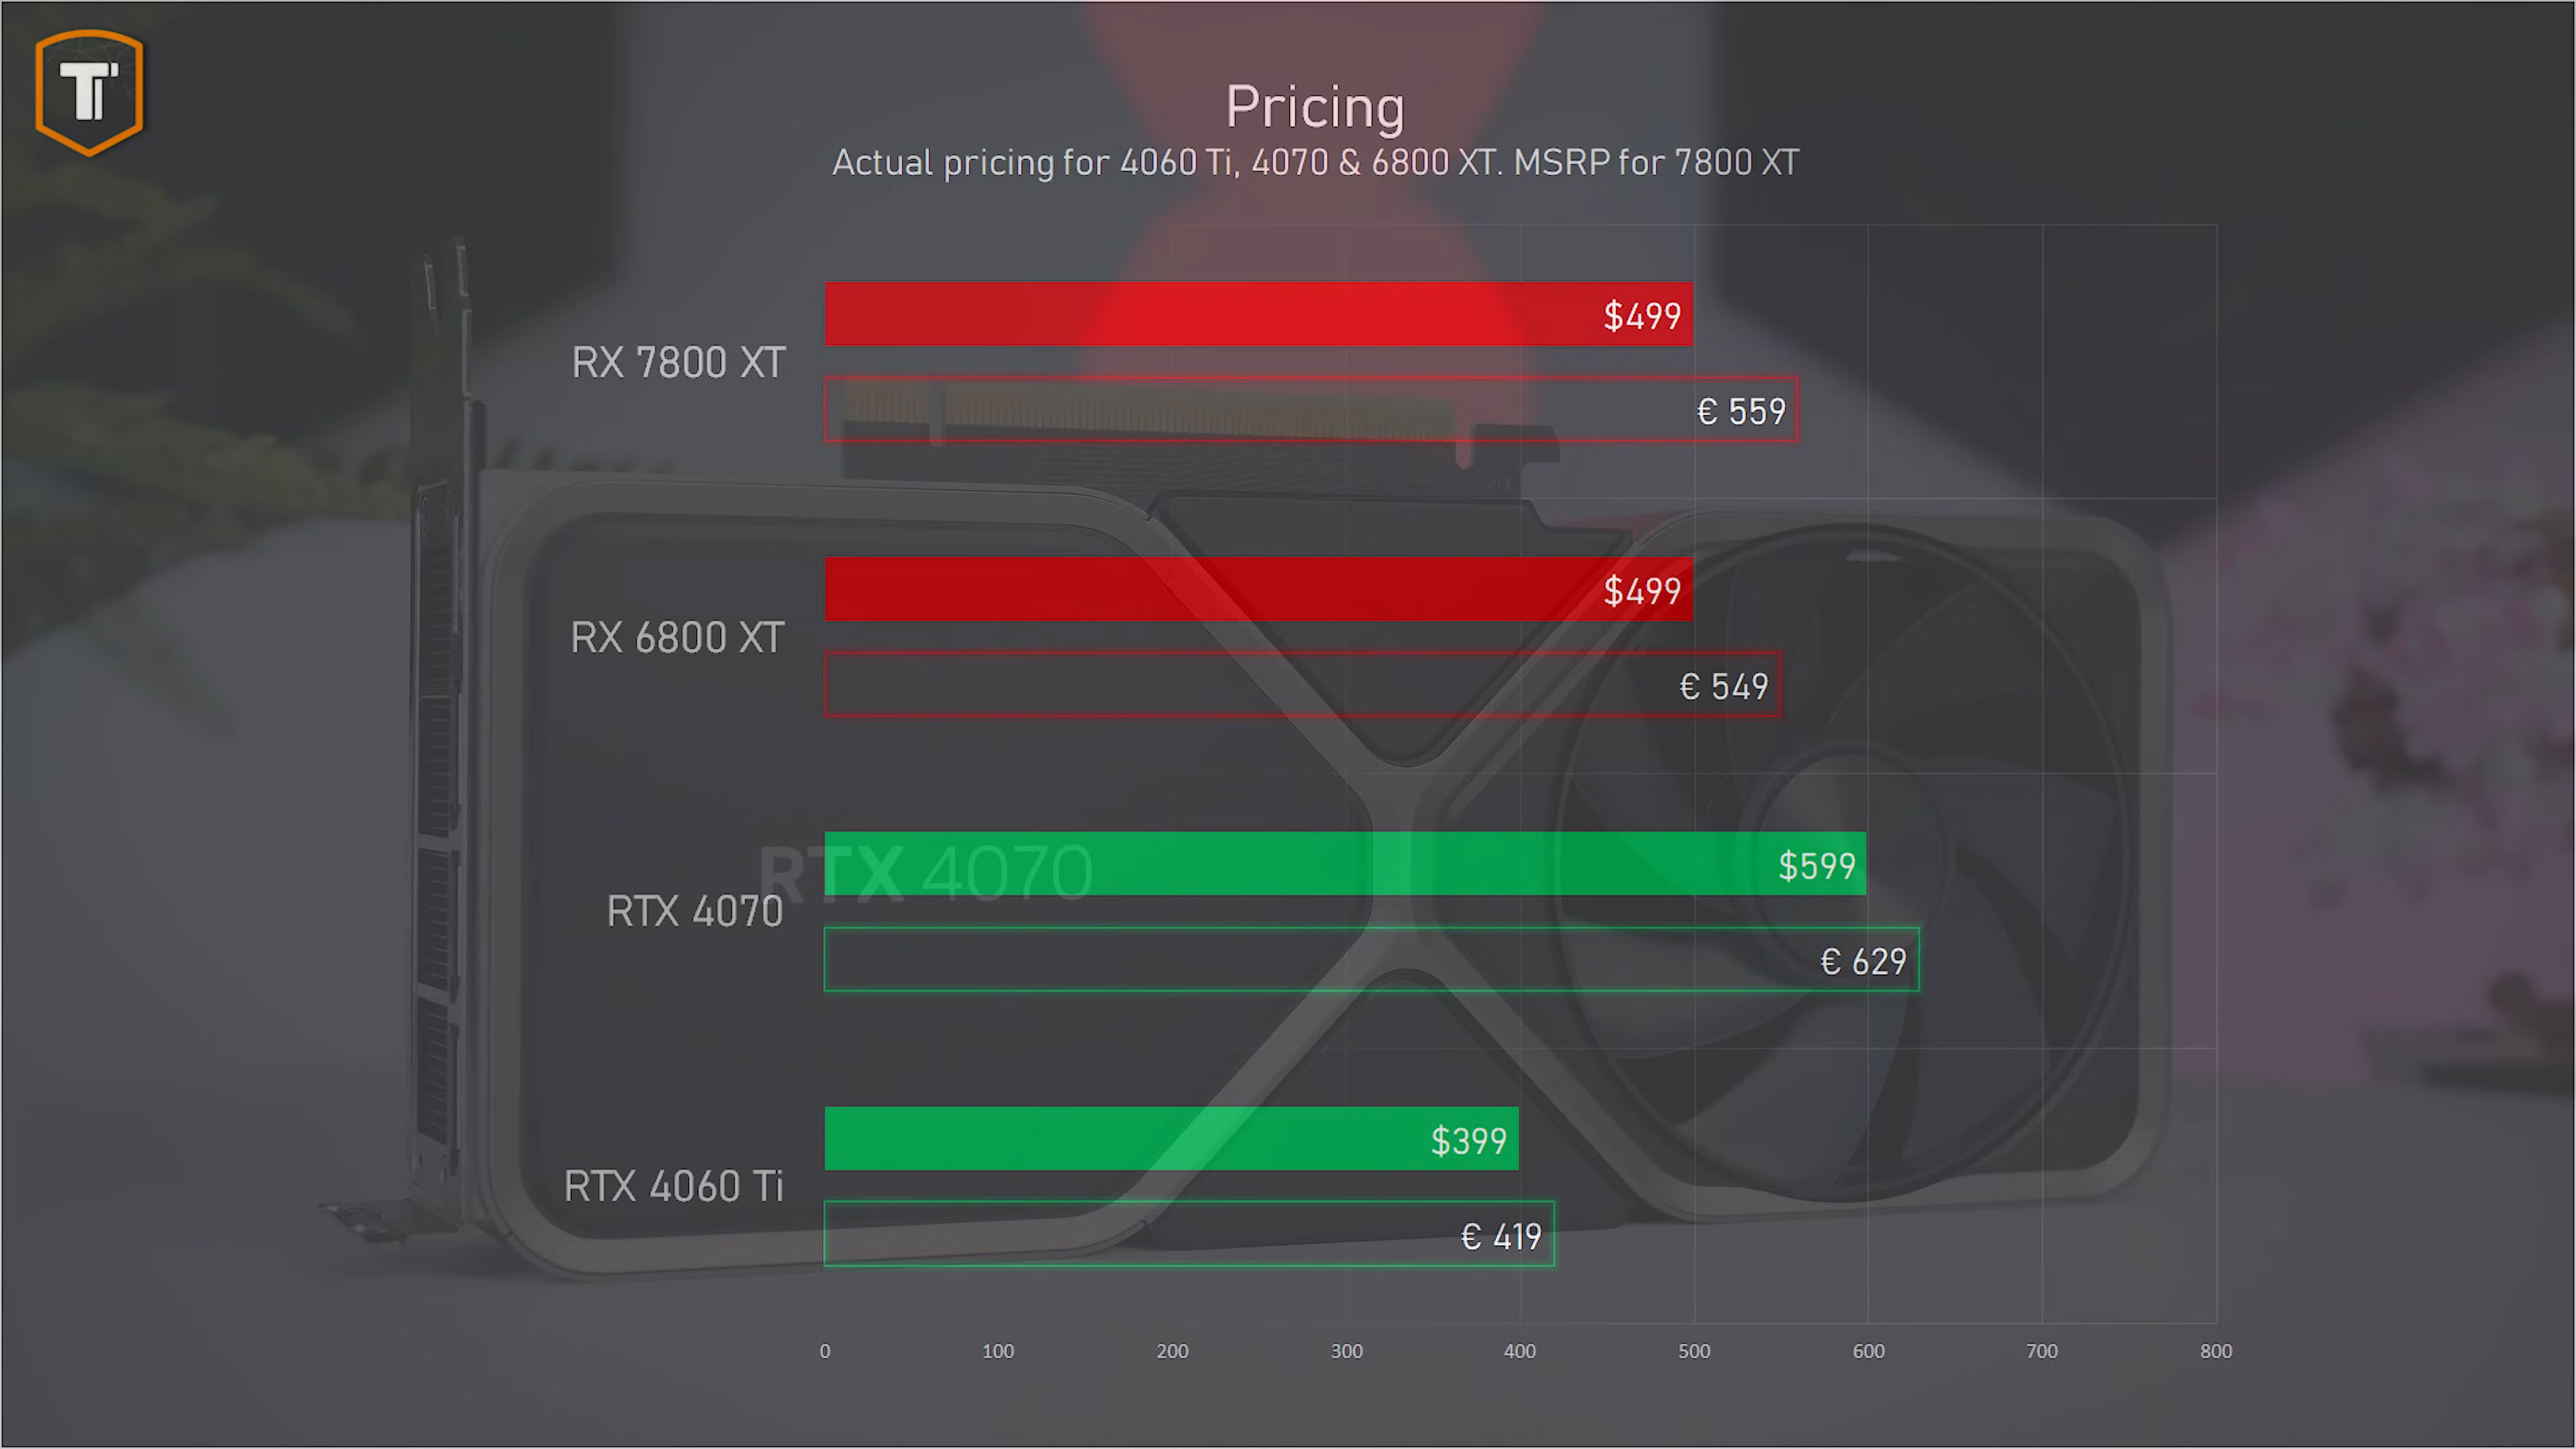 Ti
Pricing
Actual pricing for 4060 Ti, 4070 & 6800 XT. MSRP for 7800 XT
$499
RX 7800 XT
€ 559
$499
RX 6800 XT
€ 549
RTX 4070
$599
RTX 4070
€ 629
$399
RTX 4060 Ti
€ 419
0 100 200 300 400 500 600 700 800